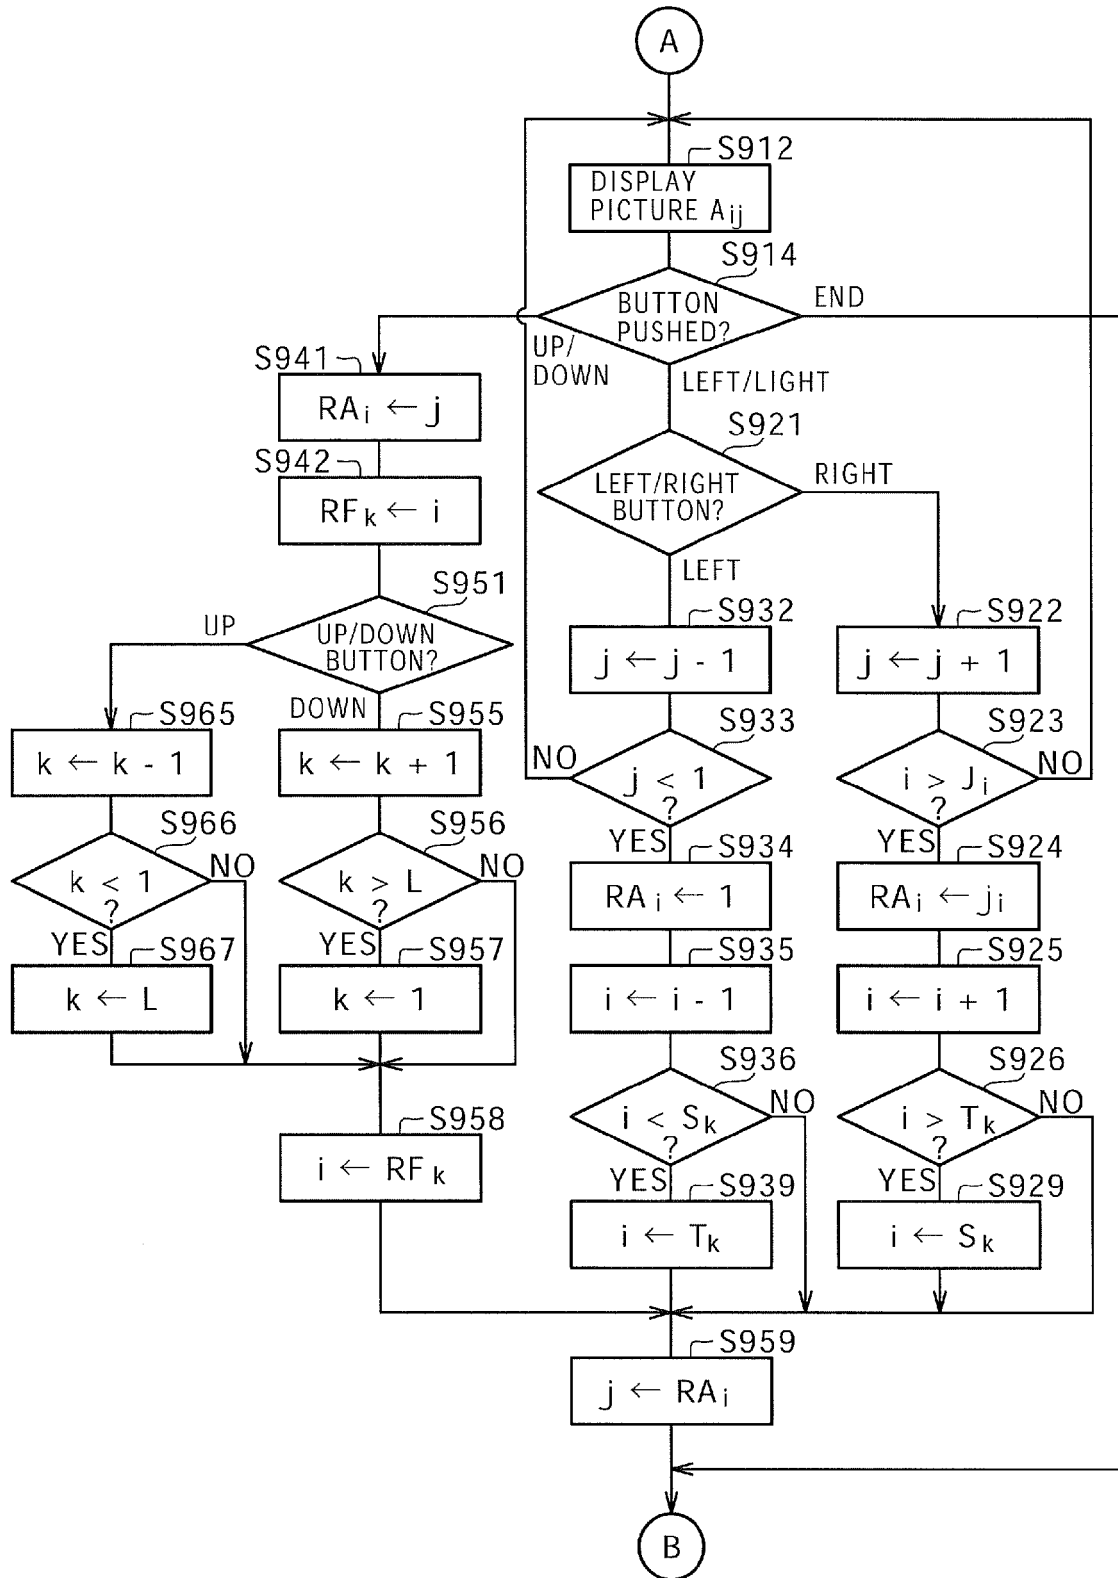 A
S912
DISPLAY
PICTURE Aij
S914
BUTTON
PUSHED?
END
UP/
DOWN
LEFT/LIGHT
S941
RAi ← j
S942
RFk ← i
S921
LEFT/RIGHT
BUTTON?
RIGHT
LEFT
S951
UP/DOWN
BUTTON?
UP
DOWN
S932
j ← j - 1
S922
j ← j + 1
S965
k ← k - 1
S955
k ← k + 1
S933
j < 1
?
NO
YES
S923
i > Ji
?
NO
YES
S966
k < 1
?
NO
YES
S956
k > L
?
NO
YES
S934
RAi ← 1
S924
RAi ← ji
S967
k ← L
S957
k ← 1
S935
i ← i - 1
S925
i ← i + 1
S936
i < Sk
?
NO
YES
S926
i > Tk
?
NO
YES
S958
i ← RFk
S939
i ← Tk
S929
i ← Sk
S959
j ← RAi
B